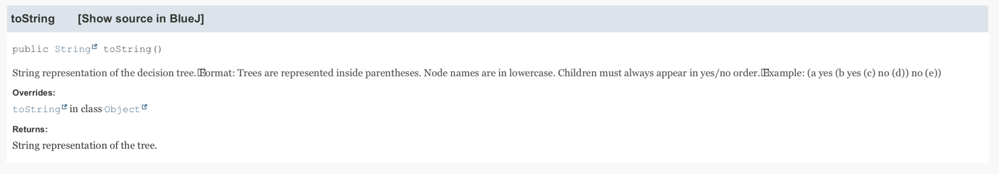 toString [Show source in BlueJ]
public String toString()
String representation of the decision tree. Format: Trees are represented inside parentheses. Node names are in lowercase. Children must always appear in yes/no order. Example: (a yes (b yes (c) no (d)) no (e))
Overrides:
toString in class Object
Returns:
String representation of the tree.